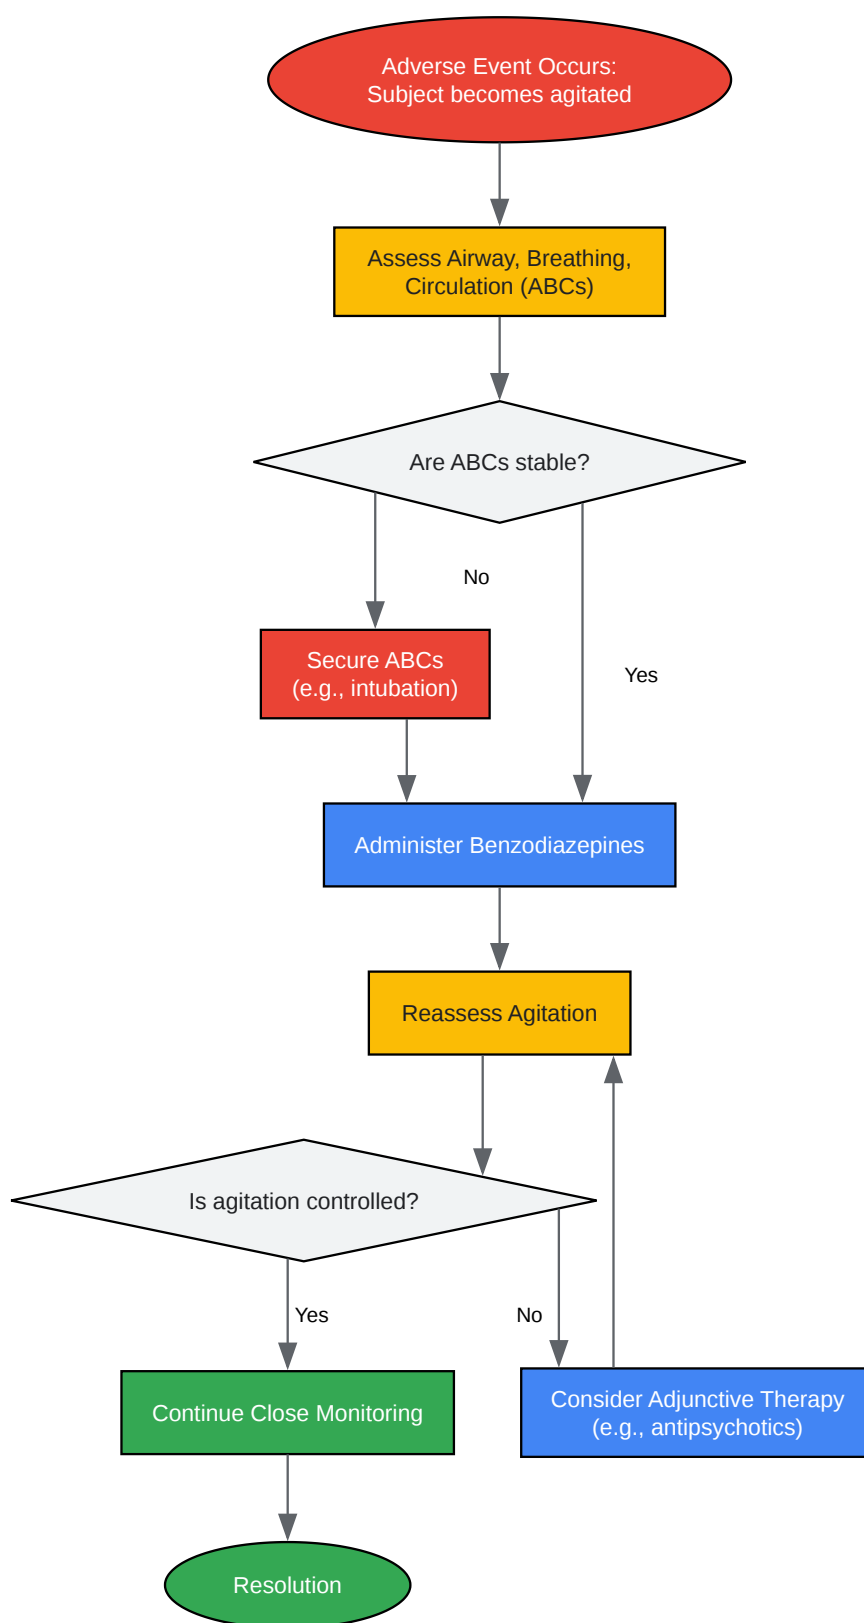 Adverse Event Occurs:
Subject becomes agitated
Assess Airway, Breathing,
Circulation (ABCs)
Are ABCs stable?
No
Secure ABCs
(e.g., intubation)
Yes
Administer Benzodiazepines
Reassess Agitation
Is agitation controlled?
Yes
No
Continue Close Monitoring
Consider Adjunctive Therapy
(e.g., antipsychotics)
Resolution